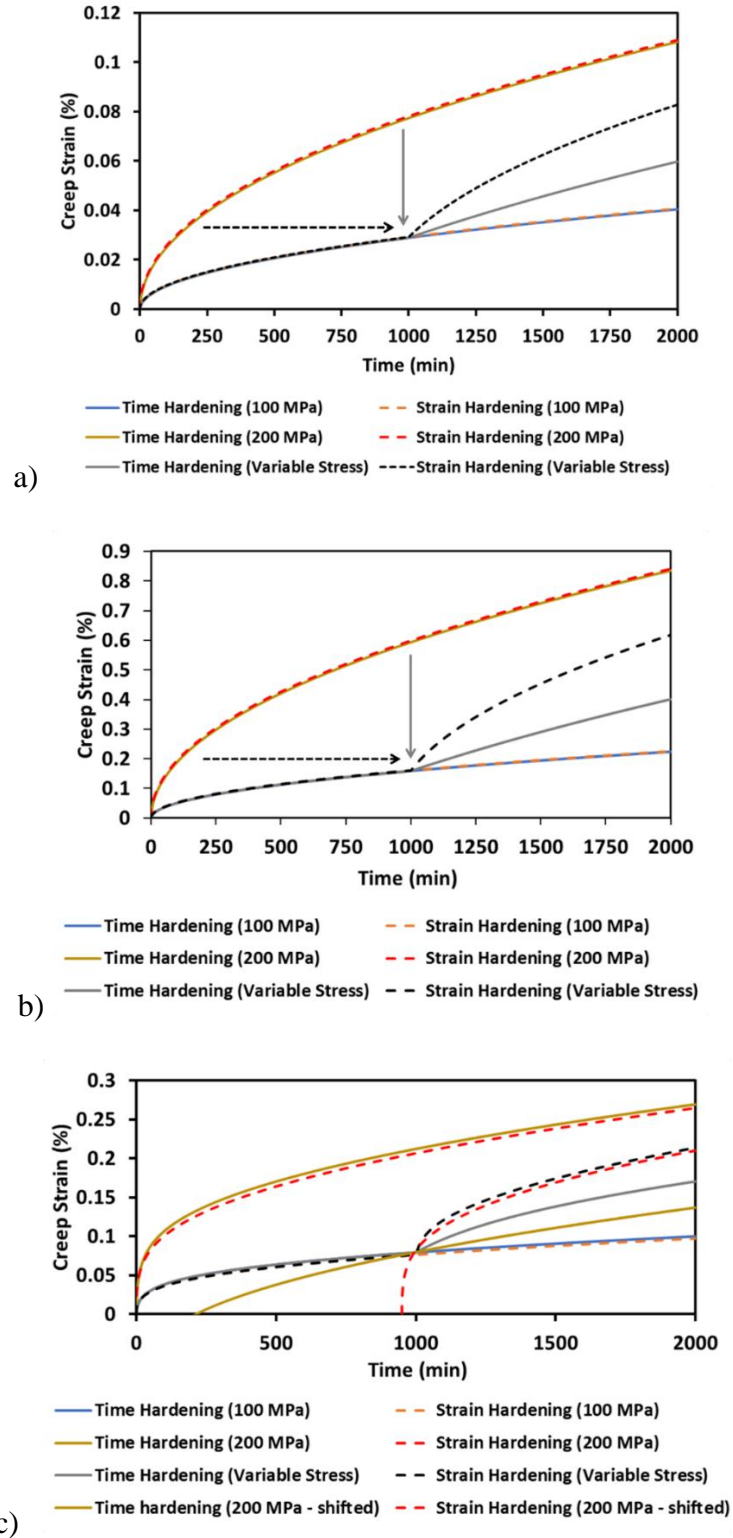 0.12
0.1
0.08
0.06
0.04
0.02
0
Creep Strain (%)
0 250 500 750 1000 1250 1500 1750 2000
Time (min)
Time Hardening (100 MPa) Strain Hardening (100 MPa)
Time Hardening (200 MPa) Strain Hardening (200 MPa)
Time Hardening (Variable Stress) Strain Hardening (Variable Stress)
a)
0.9
0.8
0.7
0.6
0.5
0.4
0.3
0.2
0.1
0
Creep Strain (%)
0 250 500 750 1000 1250 1500 1750 2000
Time (min)
Time Hardening (100 MPa) Strain Hardening (100 MPa)
Time Hardening (200 MPa) Strain Hardening (200 MPa)
Time Hardening (Variable Stress) Strain Hardening (Variable Stress)
b)
0.3
0.25
0.2
0.15
0.1
0.05
0
Creep Strain (%)
0 500 1000 1500 2000
Time (min)
Time Hardening (100 MPa) Strain Hardening (100 MPa)
Time Hardening (200 MPa) Strain Hardening (200 MPa)
Time Hardening (Variable Stress) Strain Hardening (Variable Stress)
Time hardening (200 MPa - shifted) Strain Hardening (200 MPa - shifted)
c)